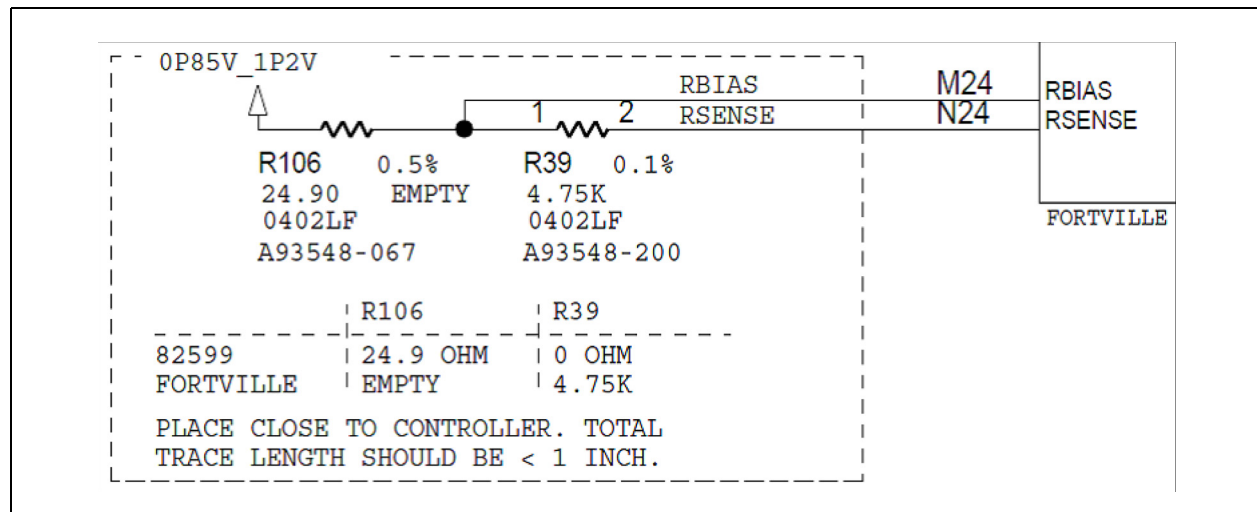 0P85V_1P2V
RBIAS
M24
RBIAS
1 2 RSENSE
N24
RSENSE
R106 0.5% R39 0.1%
24.90 EMPTY 4.75K
0402LF 0402LF
A93548-067 A93548-200
FORTVILLE
R106 R39
82599 24.9 OHM 0 OHM
FORTVILLE EMPTY 4.75K
PLACE CLOSE TO CONTROLLER. TOTAL
TRACE LENGTH SHOULD BE < 1 INCH.